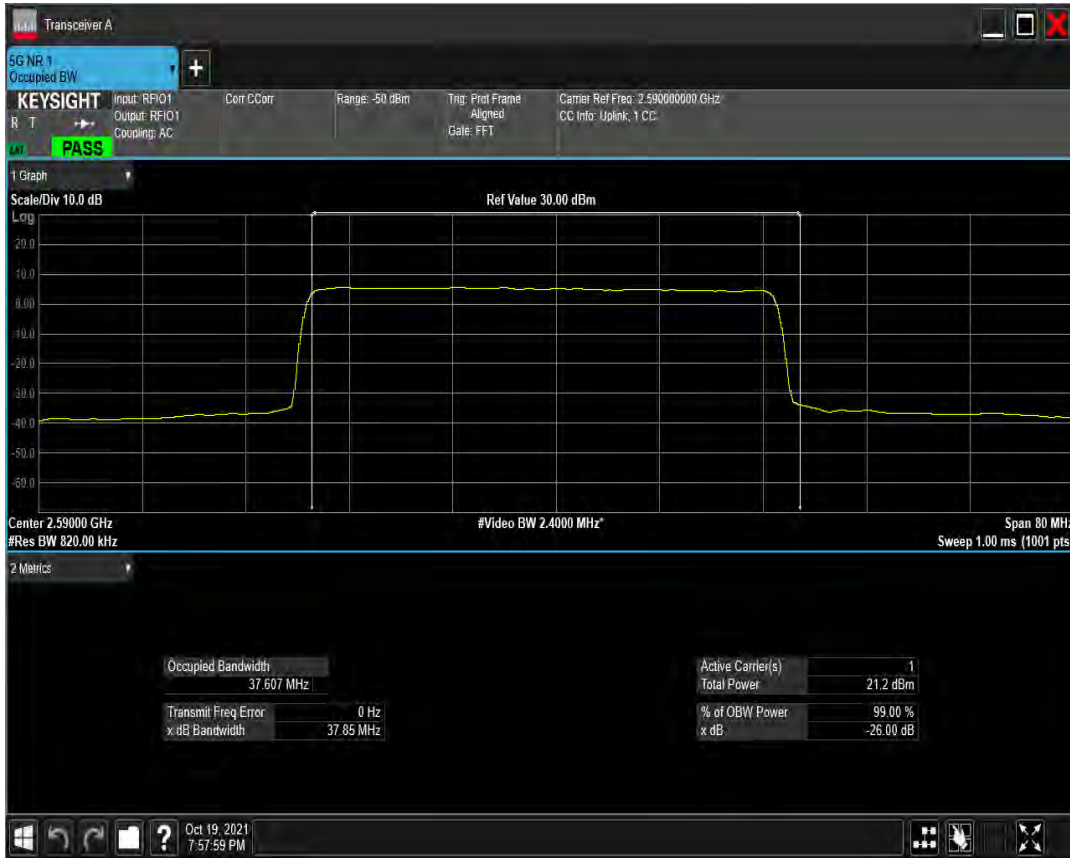 Transceiver A
5G NR 1
Occupied BW
+
KEYSIGHT
R T
PASS
Input: RFIO1
Output: RFIO1
Coupling: AC
Corr CCorr
Range: -50 dBm
Trig: Prot Frame
Aligned
Gate: FFT
Carrier Ref Freq: 2.590000000 GHz
CC Info: Uplink, 1 CC
1 Graph
Scale/Div 10.0 dB
Ref Value 30.00 dBm
Log
20.0
10.0
0.00
-10.0
-20.0
-30.0
-40.0
-50.0
-60.0
Center 2.59000 GHz
#Video BW 2.4000 MHz*
Span 80 MHz
#Res BW 820.00 kHz
Sweep 1.00 ms (1001 pts
2 Metrics
Occupied Bandwidth
37.607 MHz
Transmit Freq Error 0 Hz
x dB Bandwidth 37.85 MHz
Active Carrier(s) 1
Total Power 21.2 dBm
% of OBW Power 99.00 %
x dB -26.00 dB
?
Oct 19, 2021
7:57:59 PM